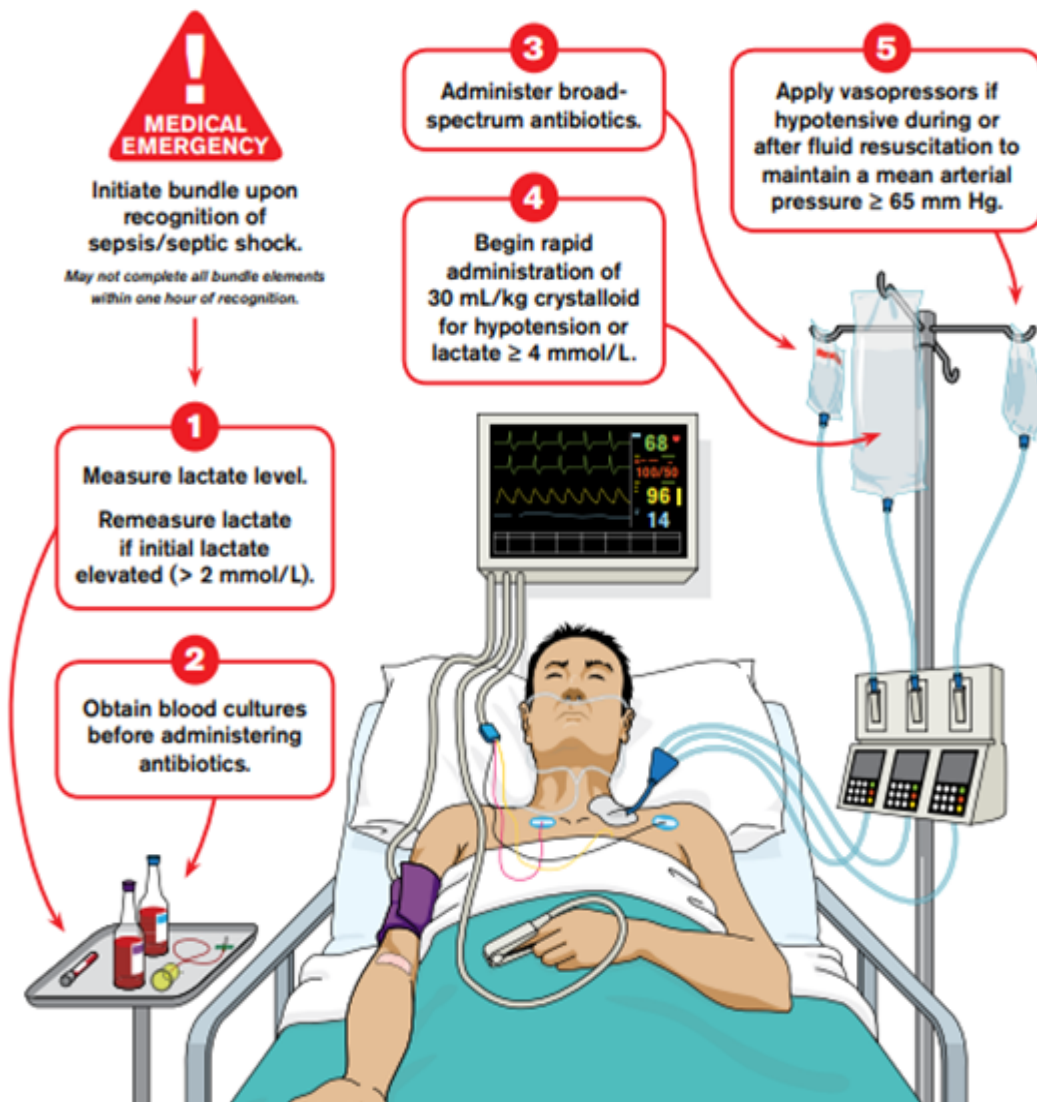 !
MEDICAL
EMERGENCY
Initiate bundle upon
recognition of
sepsis/septic shock.
May not complete all bundle elements
within one hour of recognition.
1
Measure lactate level.
Remeasure lactate
if initial lactate
elevated (> 2 mmol/L).
2
Obtain blood cultures
before administering
antibiotics.
3
Administer broad-
spectrum antibiotics.
4
Begin rapid
administration of
30 mL/kg crystalloid
for hypotension or
lactate ≥ 4 mmol/L.
5
Apply vasopressors if
hypotensive during or
after fluid resuscitation to
maintain a mean arterial
pressure ≥ 65 mm Hg.
68
100/50
96
14